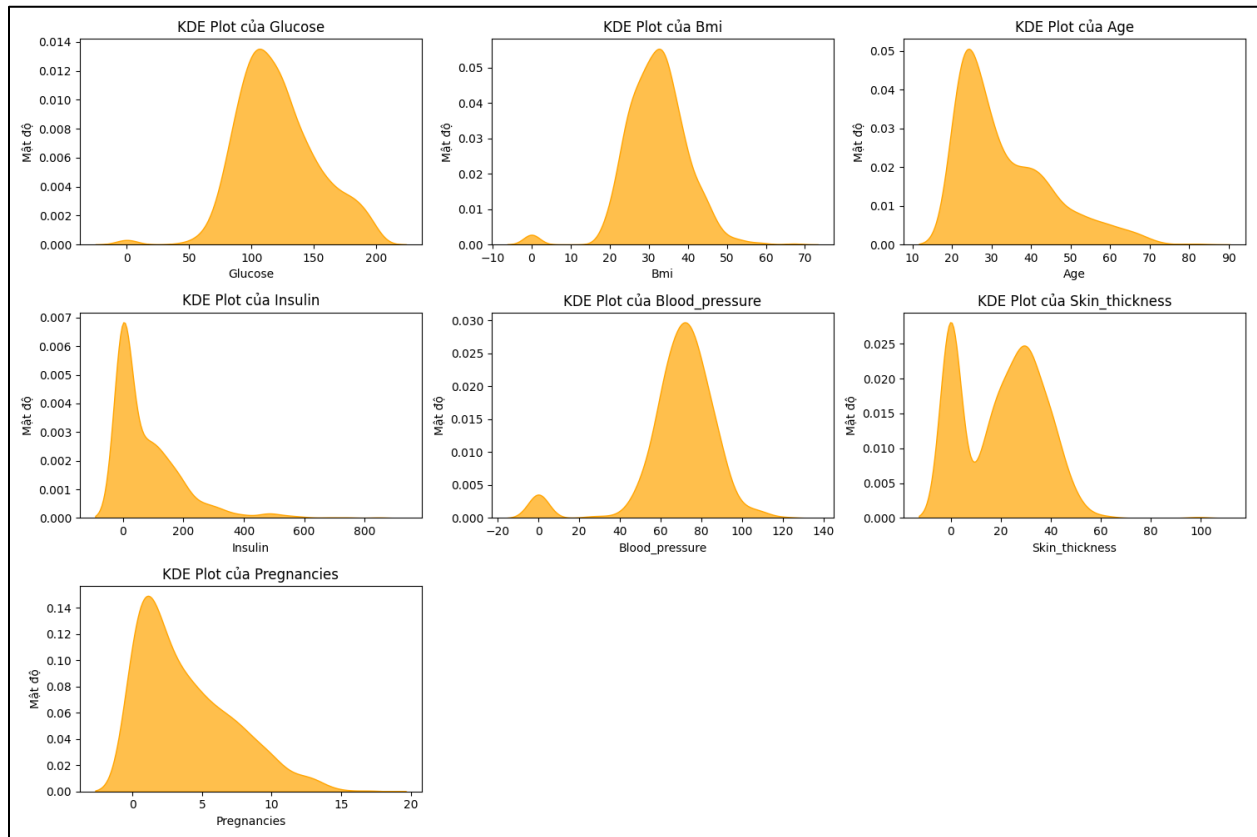 KDE Plot của Glucose
0.014
0.012
0.010
0.008
0.006
0.004
0.002
0.000
Mật độ
0 50 100 150 200
Glucose
KDE Plot của Bmi
0.05
0.04
0.03
0.02
0.01
0.00
Mật độ
−10 0 10 20 30 40 50 60 70
Bmi
KDE Plot của Age
0.05
0.04
0.03
0.02
0.01
0.00
Mật độ
10 20 30 40 50 60 70 80 90
Age
KDE Plot của Insulin
0.007
0.006
0.005
0.004
0.003
0.002
0.001
0.000
Mật độ
0 200 400 600 800
Insulin
KDE Plot của Blood_pressure
0.030
0.025
0.020
0.015
0.010
0.005
0.000
Mật độ
−20 0 20 40 60 80 100 120 140
Blood_pressure
KDE Plot của Skin_thickness
0.025
0.020
0.015
0.010
0.005
0.000
Mật độ
0 20 40 60 80 100
Skin_thickness
KDE Plot của Pregnancies
0.14
0.12
0.10
0.08
0.06
0.04
0.02
0.00
Mật độ
0 5 10 15 20
Pregnancies